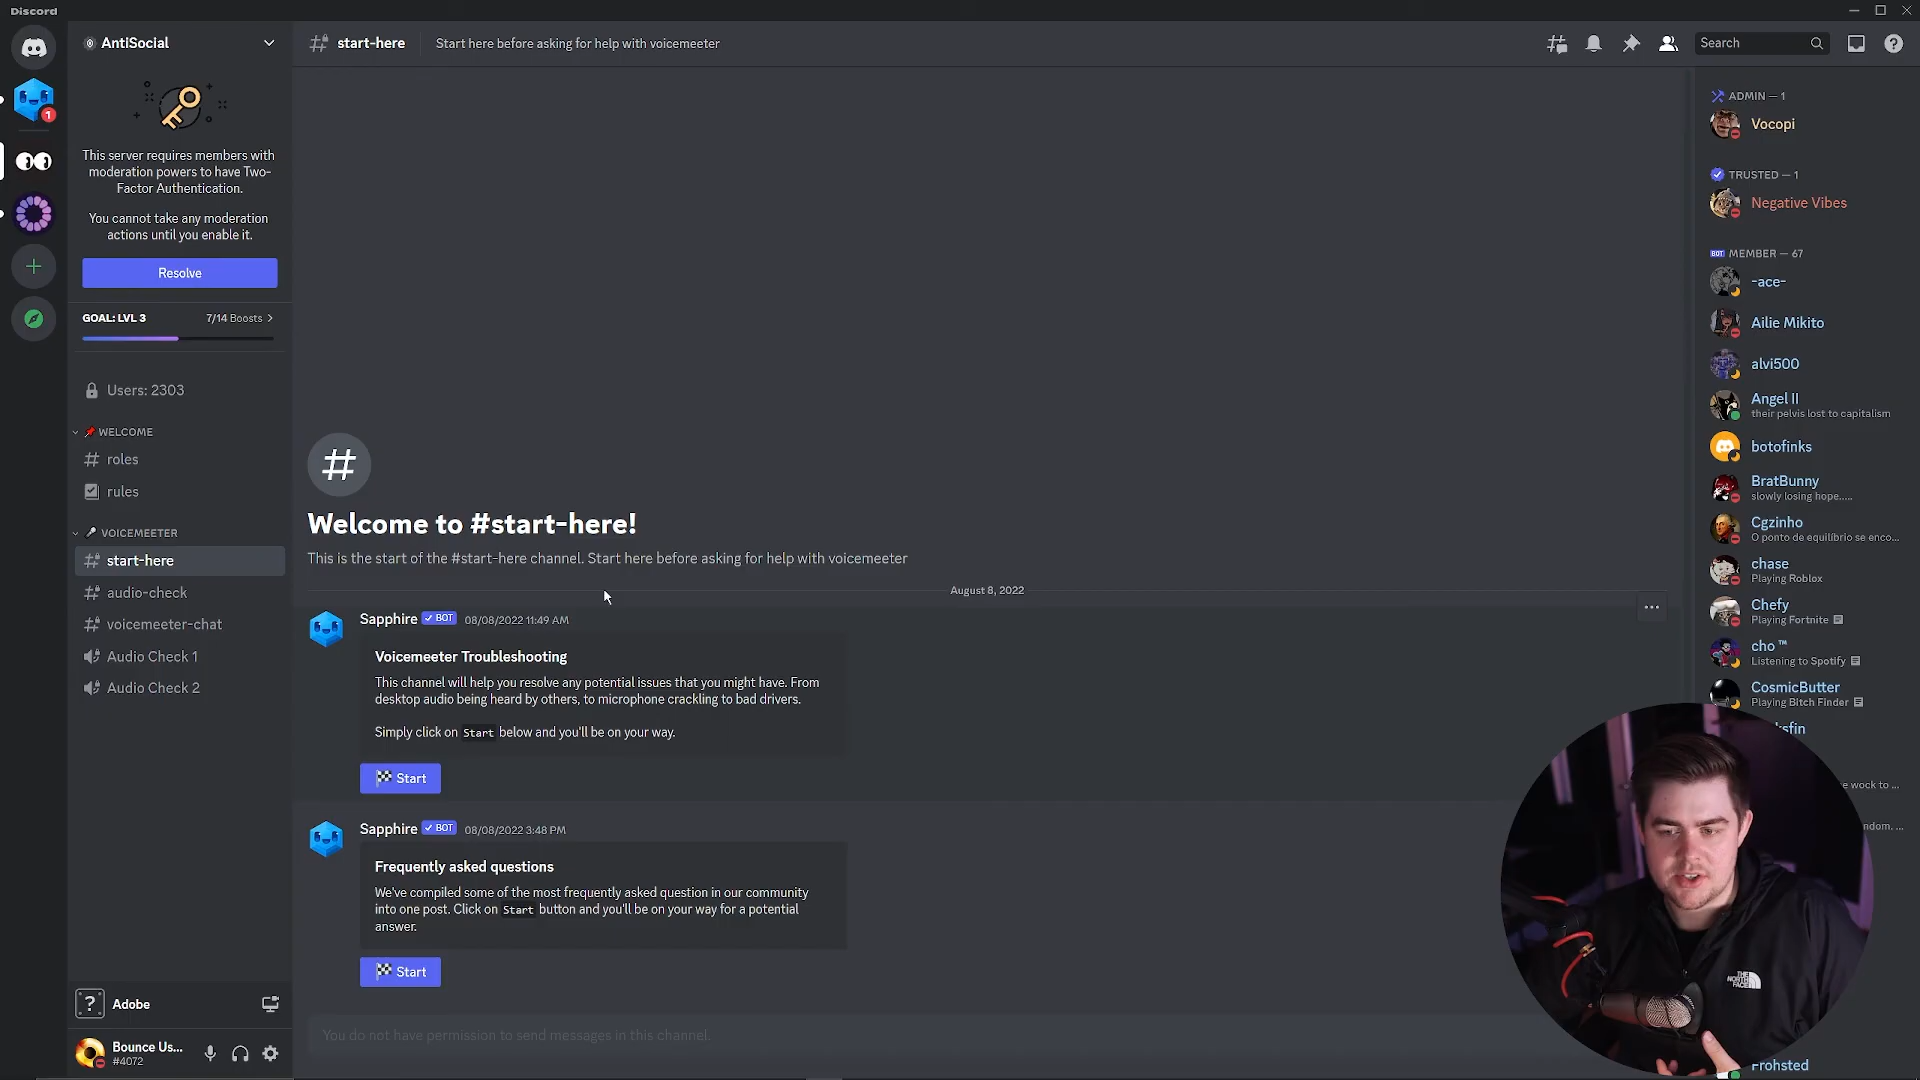 Discord
AntiSocial
start-here
Start here before asking for help with voicemeeter
Search
This server requires members with
moderation powers to have Two-
Factor Authentication.
You cannot take any moderation
actions until you enable it.
Resolve
GOAL: LVL 3
7/14 Boosts
Users: 2303
WELCOME
roles
rules
VOICEMEETER
start-here
audio-check
voicemeeter-chat
Audio Check 1
Audio Check 2
Adobe
Bounce Us...
#4072
Welcome to #start-here!
This is the start of the #start-here channel. Start here before asking for help with voicemeeter
August 8, 2022
Sapphire BOT 08/08/2022 11:49 AM
Voicemeeter Troubleshooting
This channel will help you resolve any potential issues that you might have. From
desktop audio being heard by others, to microphone crackling to bad drivers.
Simply click on Start below and you'll be on your way.
Start
Sapphire BOT 08/08/2022 3:48 PM
Frequently asked questions
We've compiled some of the most frequently asked question in our community
into one post. Click on Start button and you'll be on your way for a potential
answer.
Start
You do not have permission to send messages in this channel.
ADMIN — 1
Vocopi
TRUSTED — 1
Negative Vibes
BOT MEMBER — 67
-ace-
Ailie Mikito
alvi500
Angel II
their pelvis lost to capitalism
botofinks
BratBunny
slowly losing hope.....
Cgzinho
O ponto de equilíbrio se enco...
chase
Playing Roblox
Chefy
Playing Fortnite
cho ™
Listening to Spotify
CosmicButter
Playing Bitch Finder
wock to ...
Frohsted
THE
NORTH
FACE
1